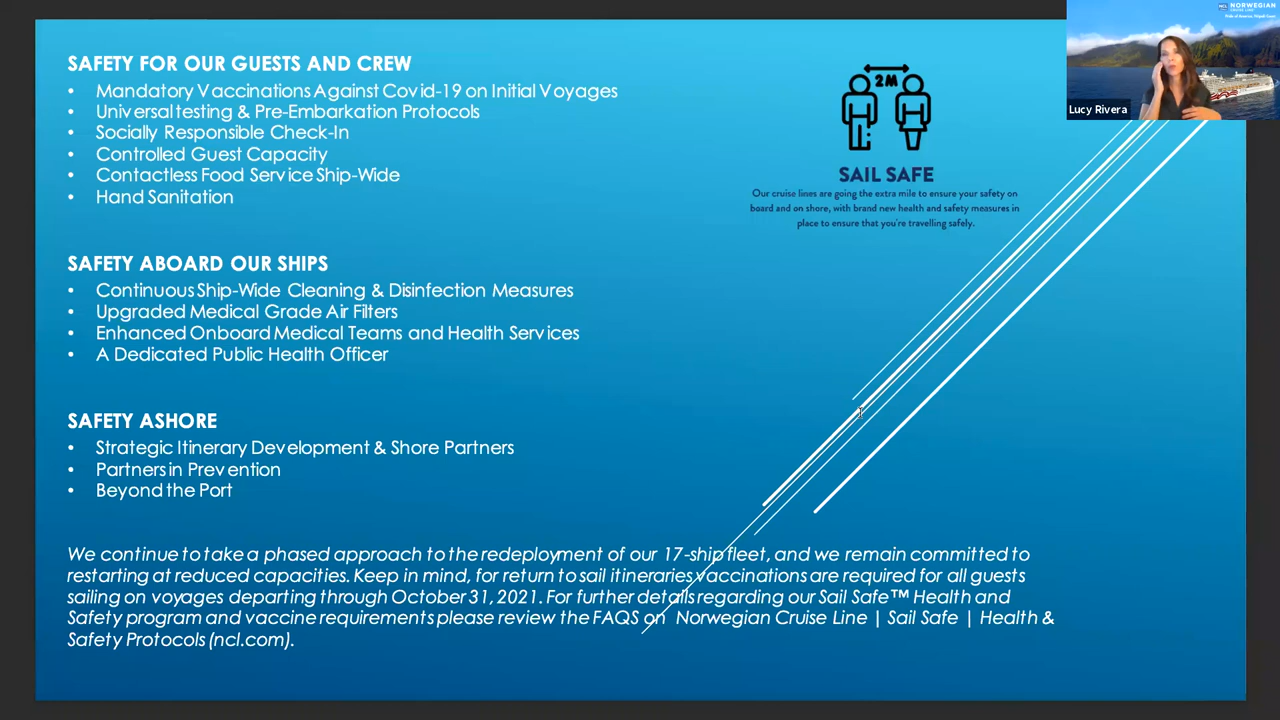 SAFETY FOR OUR GUESTS AND CREW
• Mandatory Vaccinations Against Covid-19 on Initial Voyages
• Universal testing & Pre-Embarkation Protocols
• Socially Responsible Check-In
• Controlled Guest Capacity
• Contactless Food Service Ship-Wide
• Hand Sanitation
SAFETY ABOARD OUR SHIPS
• Continuous Ship-Wide Cleaning & Disinfection Measures
• Upgraded Medical Grade Air Filters
• Enhanced Onboard Medical Teams and Health Services
• A Dedicated Public Health Officer
SAFETY ASHORE
• Strategic Itinerary Development & Shore Partners
• Partners in Prevention
• Beyond the Port
We continue to take a phased approach to the redeployment of our 17-ship fleet, and we remain committed to
restarting at reduced capacities. Keep in mind, for return to sail itineraries vaccinations are required for all guests
sailing on voyages departing through October 31, 2021. For further details regarding our Sail Safe™ Health and
Safety program and vaccine requirements please review the FAQS on Norwegian Cruise Line | Sail Safe | Health &
Safety Protocols (ncl.com).
2M
SAIL SAFE
Our cruise lines are going the extra mile to ensure your safety on
board and on shore, with brand new health and safety measures in
place to ensure that you're travelling safely.
NCL NORWEGIAN
CRUISE LINE
Lucy Rivera